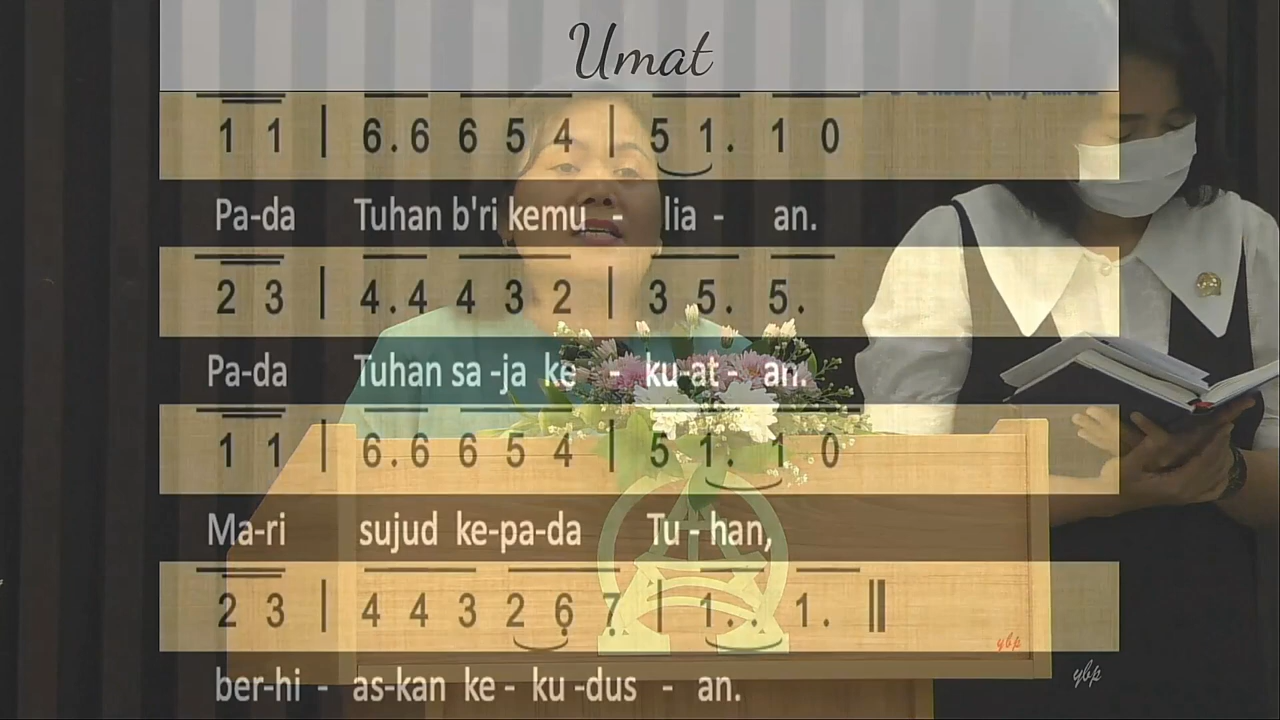 Umat
1 1 | 6.6 6 5 4 | 5 1. 1 0
Pa-da Tuhan b'ri kemu - lia - an.
2 3 | 4.4 4 3 2 | 3 5. 5.
Pa-da Tuhan sa -ja ke - ku-at - an.
1 1 | 6.6 6 5 4 | 5 1. 1 0
Ma-ri sujud ke-pa-da Tu - han,
2 3 | 4 4 3 2 6 7 | 1. . 1. ||
ber-hi - as-kan ke - ku -dus - an.
ybp
ybp